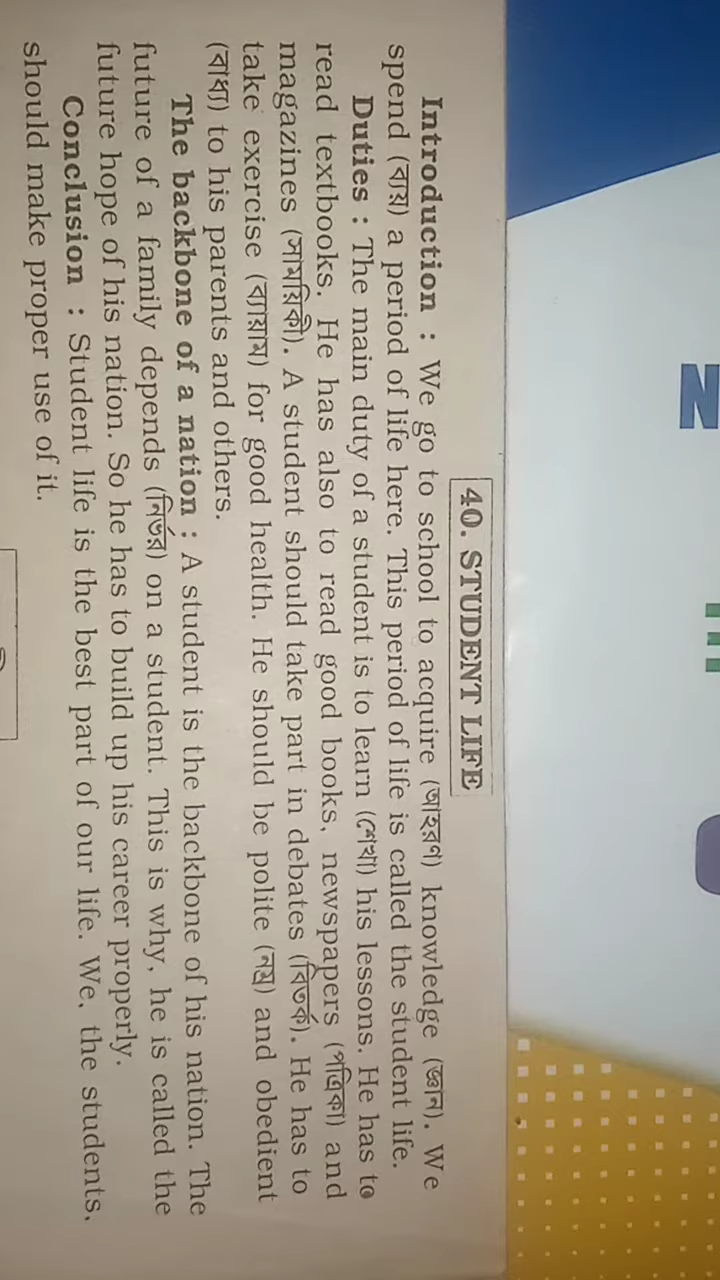 40. STUDENT LIFE
Introduction : We go to school to acquire (আহরণ) knowledge (জ্ঞান). We
spend (ব্যয়) a period of life here. This period of life is called the student life.
Duties : The main duty of a student is to learn (শেখা) his lessons. He has to
read textbooks. He has also to read good books, newspapers (পত্রিকা) and
magazines (সাময়িকী). A student should take part in debates (বিতর্ক). He has to
take exercise (ব্যায়াম) for good health. He should be polite (নম্র) and obedient
(বাধ্য) to his parents and others.
The backbone of a nation : A student is the backbone of his nation. The
future of a family depends (নির্ভর) on a student. This is why, he is called the
future hope of his nation. So he has to build up his career properly.
Conclusion : Student life is the best part of our life. We, the students,
should make proper use of it.